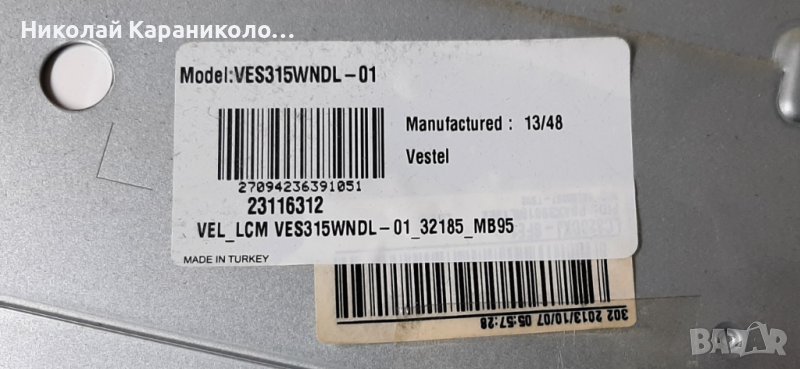 Николай Караниколо...
Model:VES315WNDL-01
Manufactured : 13/48
Vestel
27094236391051
23116312
VEL_LCM VES315WNDL-01_32185_MB95
MADE IN TURKEY
302 2013/10/07 05:57:28
BAZAR